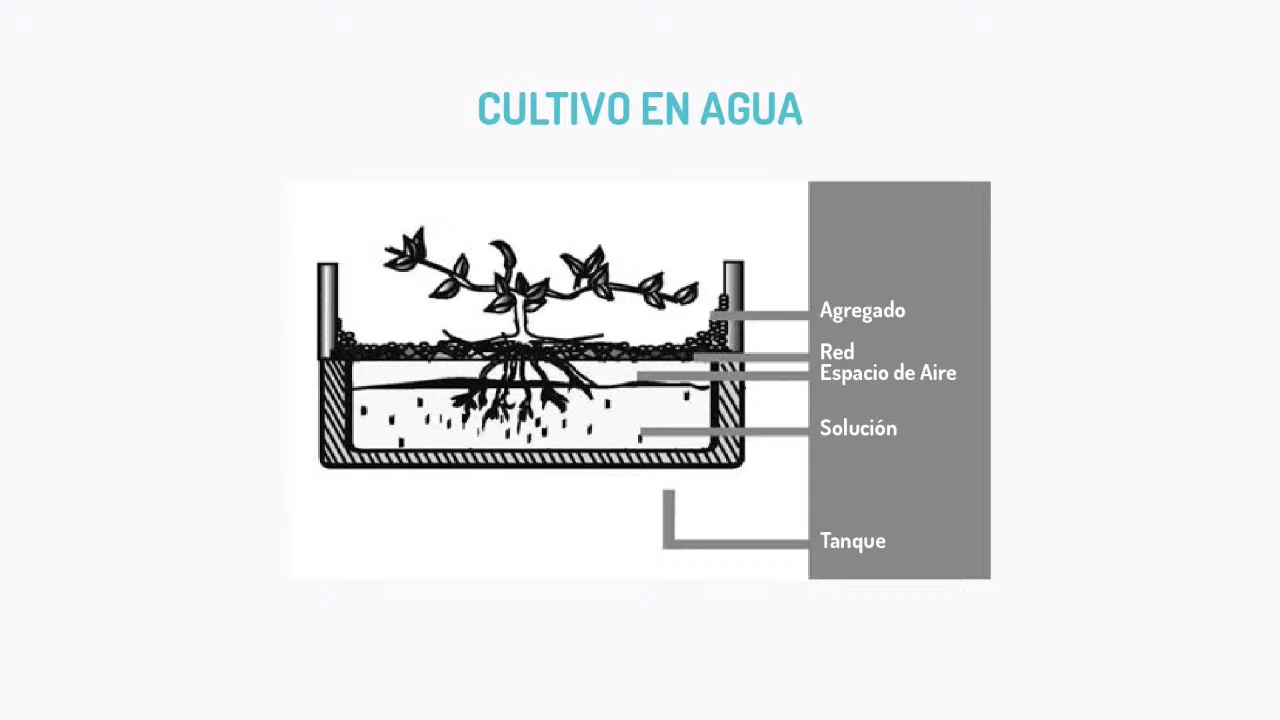 CULTIVO EN AGUA
Agregado
Red
Espacio de Aire
Solución
Tanque